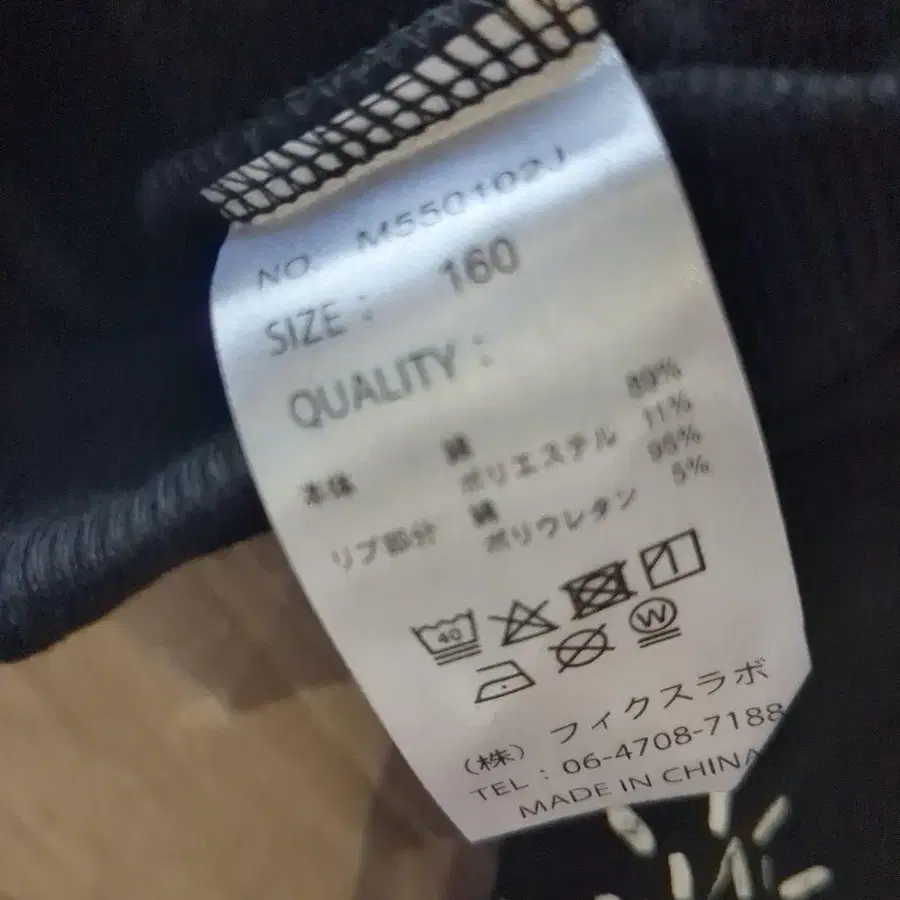 NO. M550102J
SIZE : 160
QUALITY :
本体 綿 89%
ポリエステル 11%
リブ部分 綿 95%
ポリウレタン 5%
40
W
(株) フィクスラボ
TEL : 06-4708-7188
MADE IN CHINA